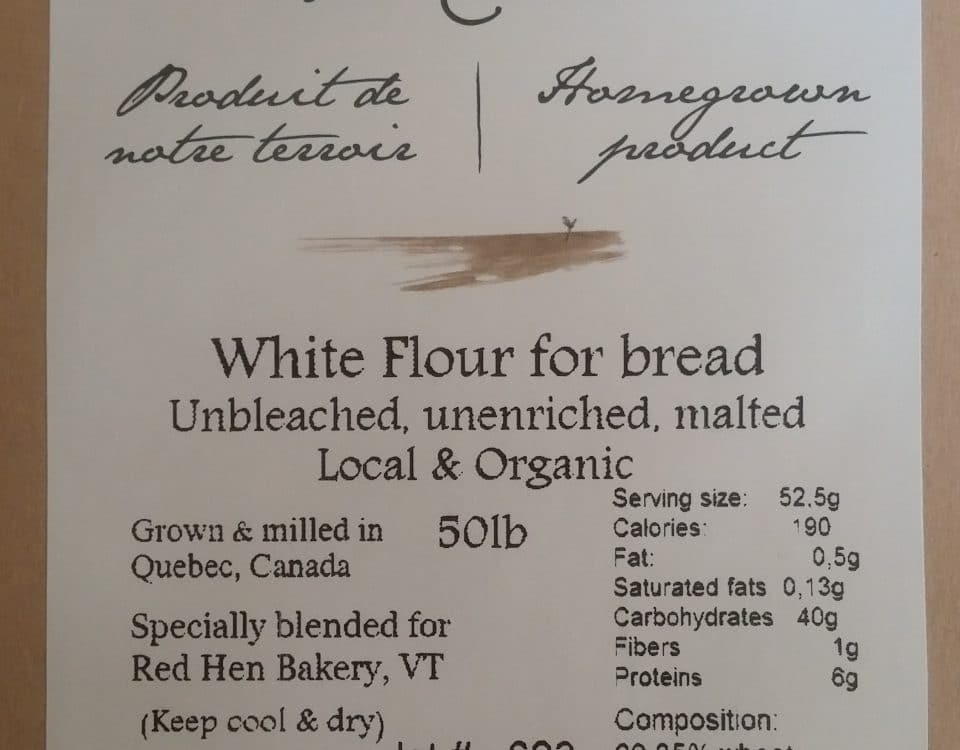 Produit de
notre terroir
Homegrown
product
White Flour for bread
Unbleached, unenriched, malted
Local & Organic
Grown & milled in
Quebec, Canada
50lb
Specially blended for
Red Hen Bakery, VT
(Keep cool & dry)
Serving size: 52.5g
Calories: 190
Fat: 0,5g
Saturated fats 0,13g
Carbohydrates 40g
Fibers 1g
Proteins 6g
Composition: